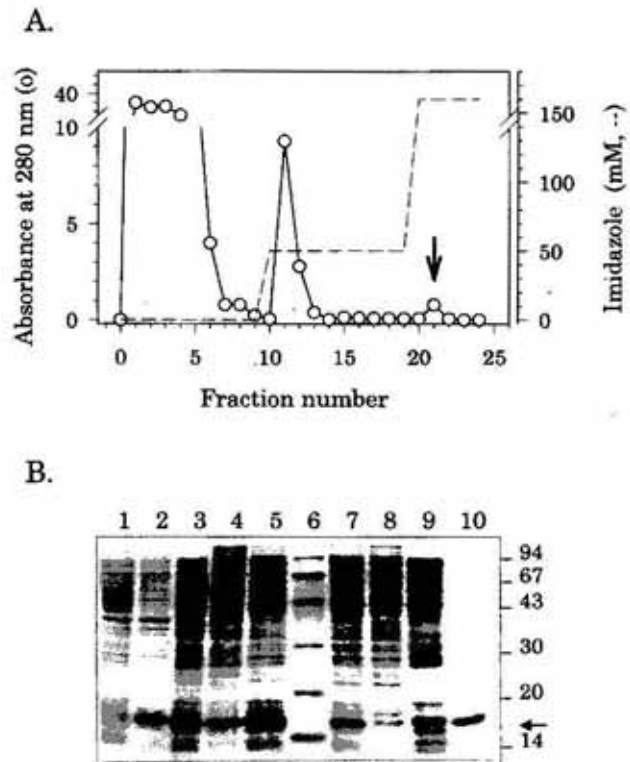 A.
Absorbance at 280 nm (o)
40
10
5
0
150
100
50
0
Imidazole (mM, --)
0 5 10 15 20 25
Fraction number
B.
1 2 3 4 5 6 7 8 9 10
94
67
43
30
20
14